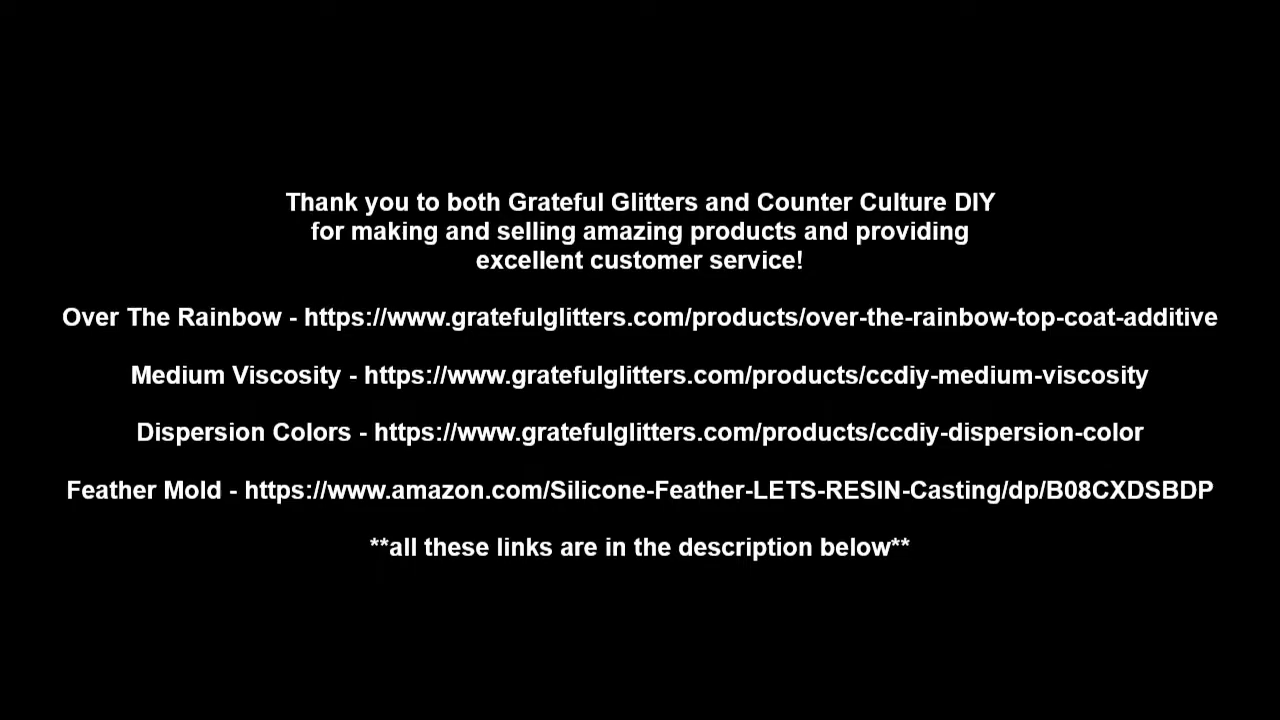 Thank you to both Grateful Glitters and Counter Culture DIY
for making and selling amazing products and providing
excellent customer service!
Over The Rainbow - https://www.gratefulglitters.com/products/over-the-rainbow-top-coat-additive
Medium Viscosity - https://www.gratefulglitters.com/products/ccdiy-medium-viscosity
Dispersion Colors - https://www.gratefulglitters.com/products/ccdiy-dispersion-color
Feather Mold - https://www.amazon.com/Silicone-Feather-LETS-RESIN-Casting/dp/B08CXDSBDP
**all these links are in the description below**